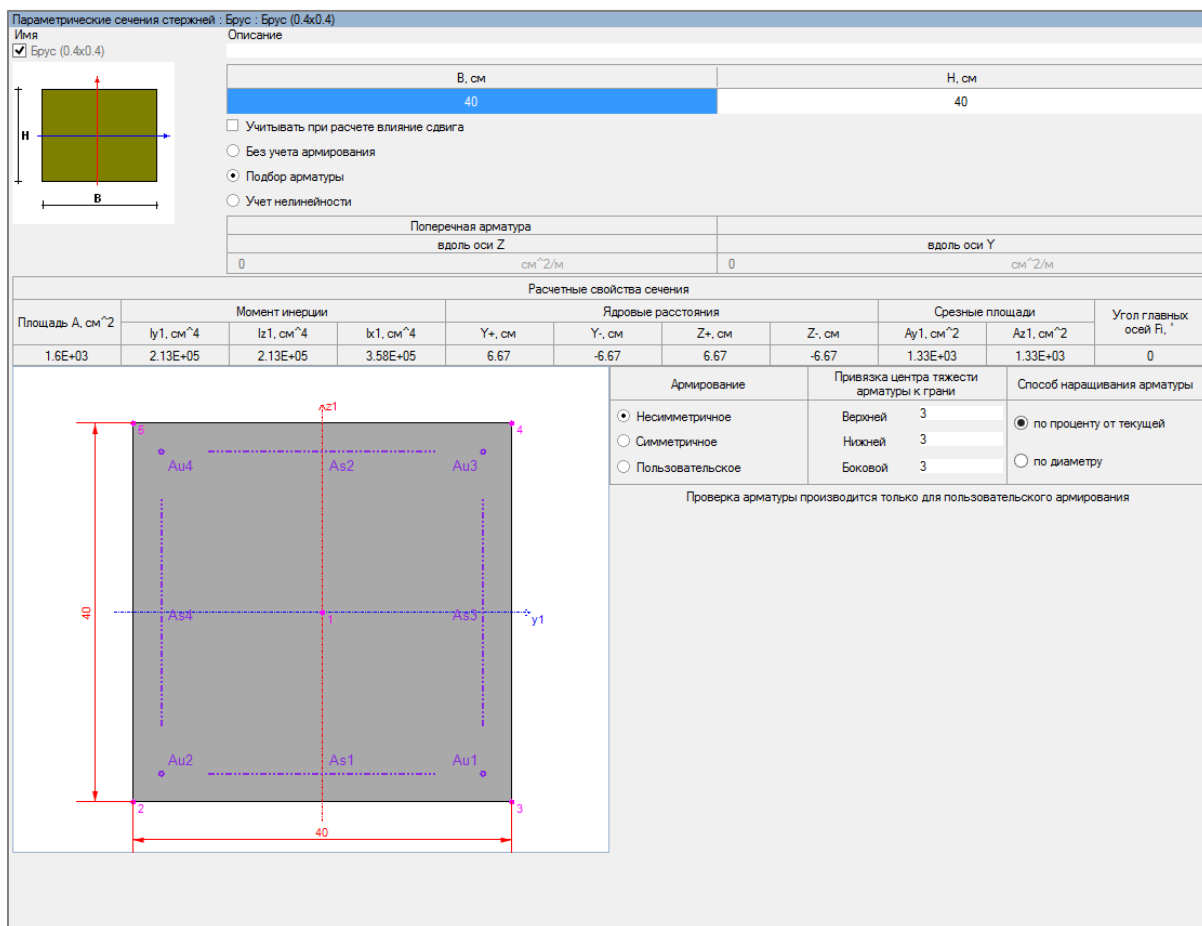 Параметрические сечения стержней : Брус : Брус (0.4x0.4)
Имя Описание
Брус (0.4x0.4)
B, см H, см
40 40
H
B
Учитывать при расчете влияние сдвига
Без учета армирования
Подбор арматуры
Учет нелинейности
Поперечная арматура
вдоль оси Z вдоль оси Y
0 см^2/м 0 см^2/м
Расчетные свойства сечения
Площадь A, см^2 Момент инерции Ядровые расстояния Срезные площади Угол главных осей Fi, °
Iy1, см^4 Iz1, см^4 Ix1, см^4 Y+, см Y-, см Z+, см Z-, см Ay1, см^2 Az1, см^2
1.6E+03 2.13E+05 2.13E+05 3.58E+05 6.67 -6.67 6.67 -6.67 1.33E+03 1.33E+03 0
Армирование Привязка центра тяжести арматуры к грани Способ наращивания арматуры
Несимметричное Верхней 3 по проценту от текущей
Симметричное Нижней 3
Пользовательское Боковой 3 по диаметру
Проверка арматуры производится только для пользовательского армирования
z1
5 4
Au4 As2 Au3
40 As4 1 As3 y1
Au2 As1 Au1
2 3
40